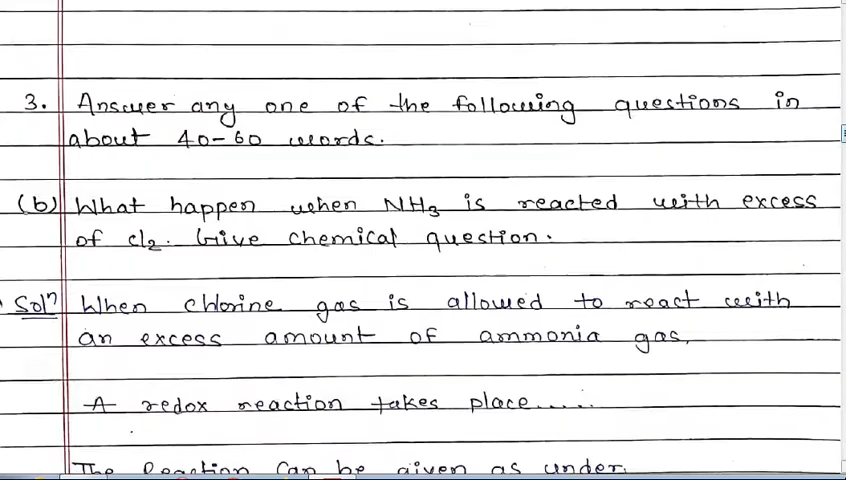 3. Answer any one of the following questions in
about 40-60 words.
(b) What happen when NH3 is reacted with excess
of cl2. Give chemical question.
Solⁿ When chlorine gas is allowed to react with
an excess amount of ammonia gas,
A redox reaction takes place.....
The Reaction can be given as under.